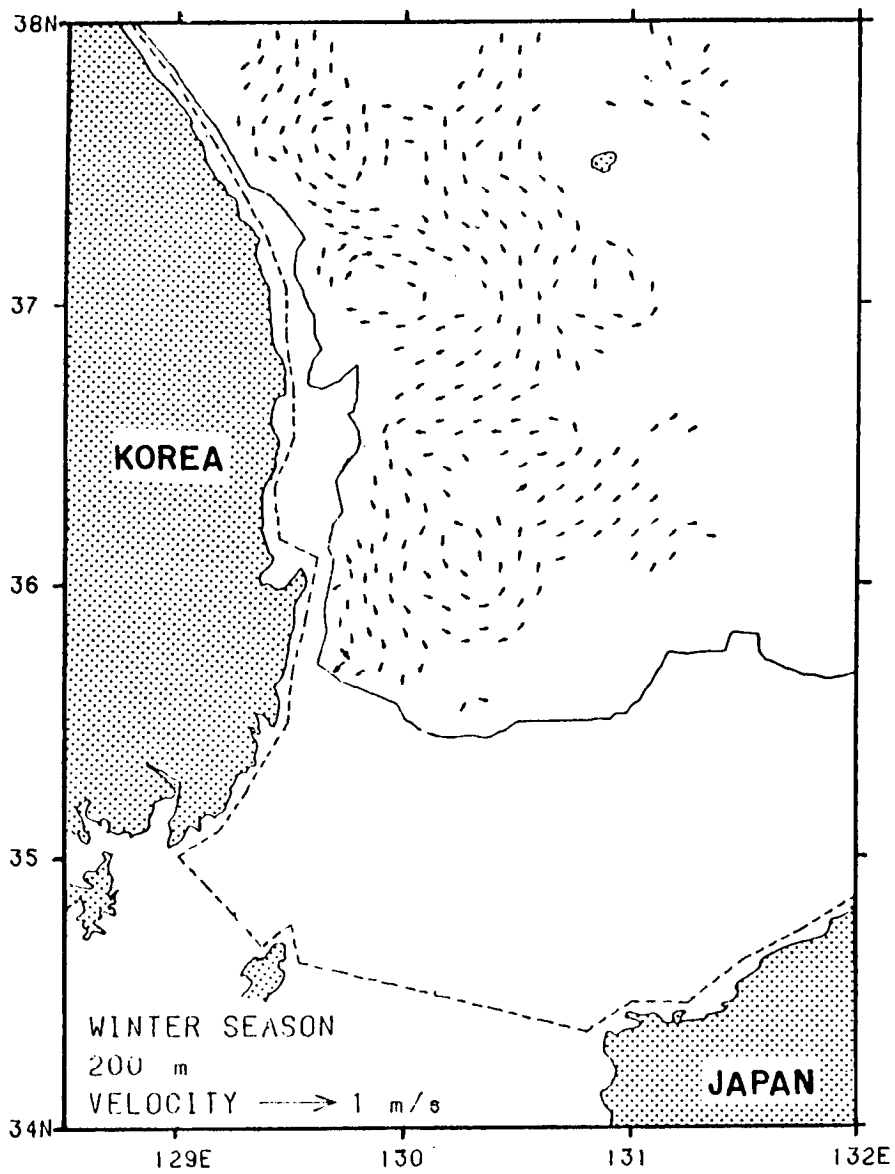 38N
37
KOREA
36
35
WINTER SEASON
200 m
VELOCITY 1 m/s
JAPAN
34N
129E 130 131 132E